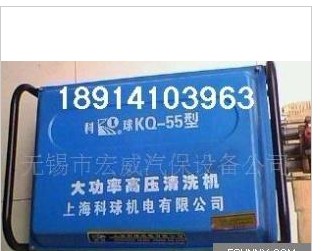 18914103963
科球KQ-55型
无锡市宏威汽保设备公司
大功率高压清洗机
上海科球机电有限公司